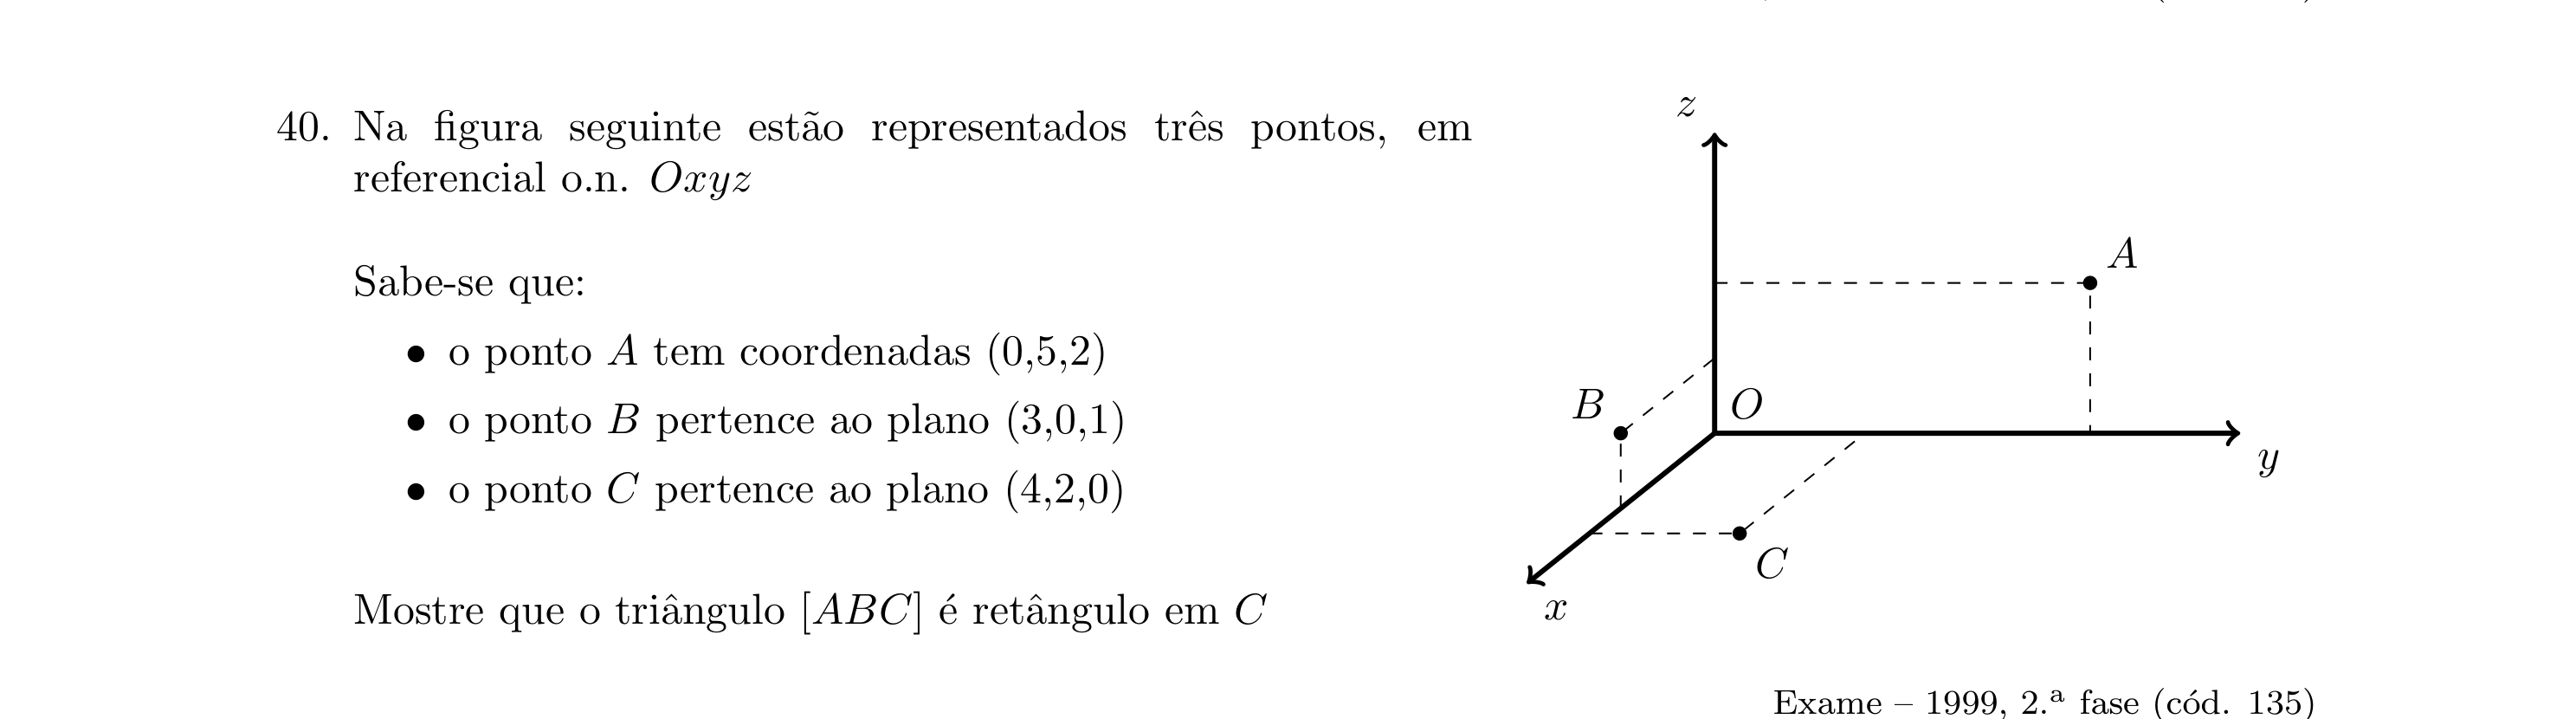 40. Na figura seguinte estão representados três pontos, em
referencial o.n. Oxyz
Sabe-se que:
• o ponto A tem coordenadas (0,5,2)
• o ponto B pertence ao plano (3,0,1)
• o ponto C pertence ao plano (4,2,0)
Mostre que o triângulo [ABC] é retângulo em C
z
A
B
O
y
C
x
Exame – 1999, 2.ª fase (cód. 135)